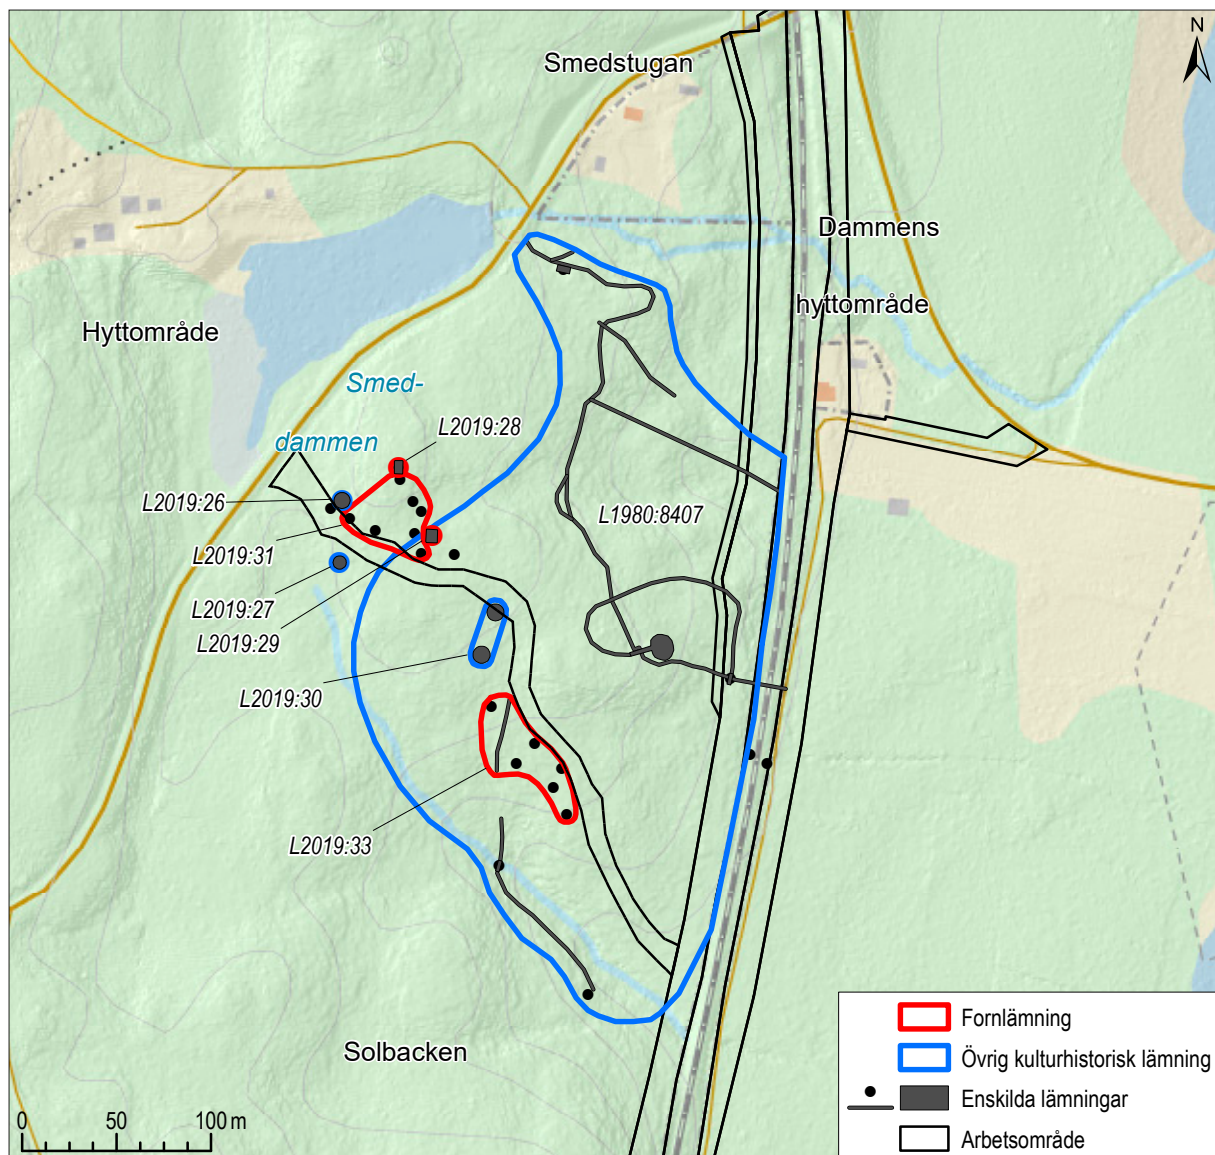 N
Smedstugan
Dammens
hyttområde
Hyttområde
Smed-
dammen
L2019:28
L2019:26
L1980:8407
L2019:31
L2019:27
L2019:29
L2019:30
L2019:33
Solbacken
0 50 100 m
Fornlämning
Övrig kulturhistorisk lämning
Enskilda lämningar
Arbetsområde